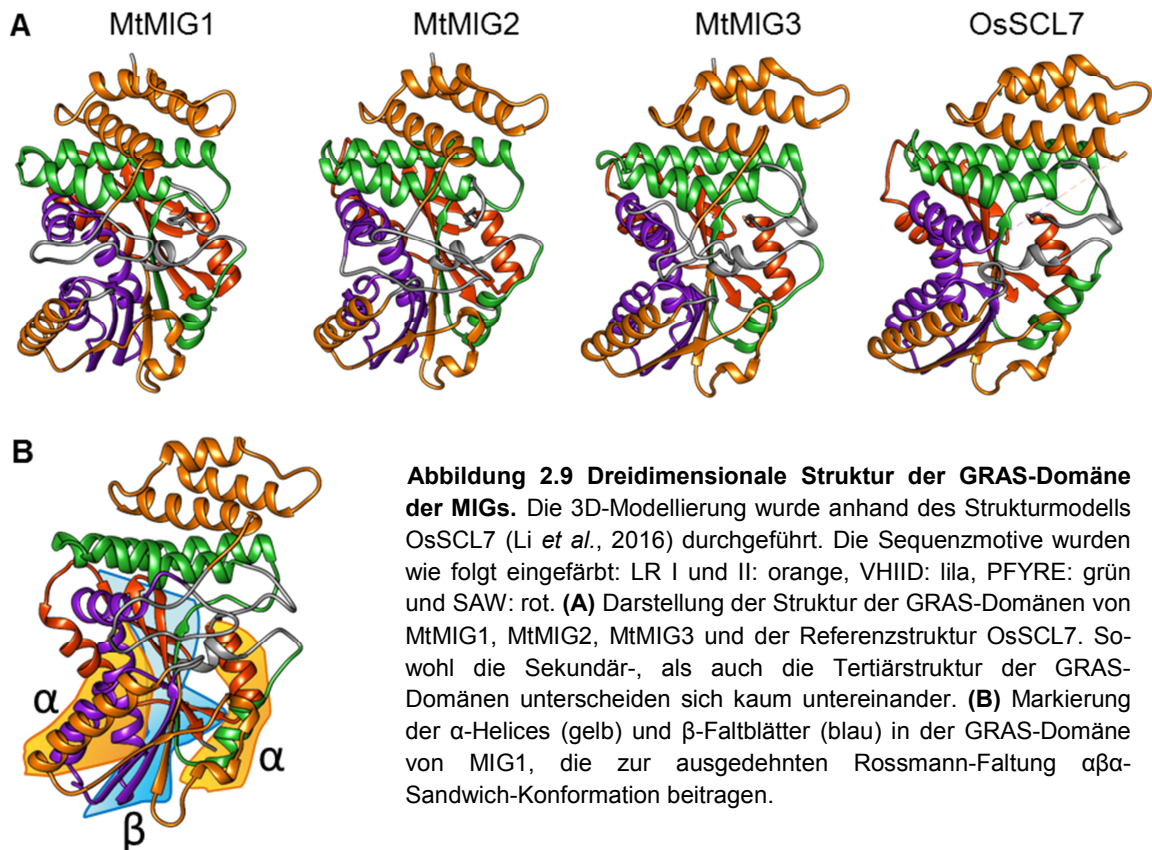 A
MtMIG1
MtMIG2
MtMIG3
OsSCL7
B
α
α
β
Abbildung 2.9 Dreidimensionale Struktur der GRAS-Domäne
der MIGs. Die 3D-Modellierung wurde anhand des Strukturmodells
OsSCL7 (Li et al., 2016) durchgeführt. Die Sequenzmotive wurden
wie folgt eingefärbt: LR I und II: orange, VHIID: lila, PFYRE: grün
und SAW: rot. (A) Darstellung der Struktur der GRAS-Domänen von
MtMIG1, MtMIG2, MtMIG3 und der Referenzstruktur OsSCL7. So-
wohl die Sekundär-, als auch die Tertiärstruktur der GRAS-
Domänen unterscheiden sich kaum untereinander. (B) Markierung
der α-Helices (gelb) und β-Faltblätter (blau) in der GRAS-Domäne
von MIG1, die zur ausgedehnten Rossmann-Faltung αβα-
Sandwich-Konformation beitragen.